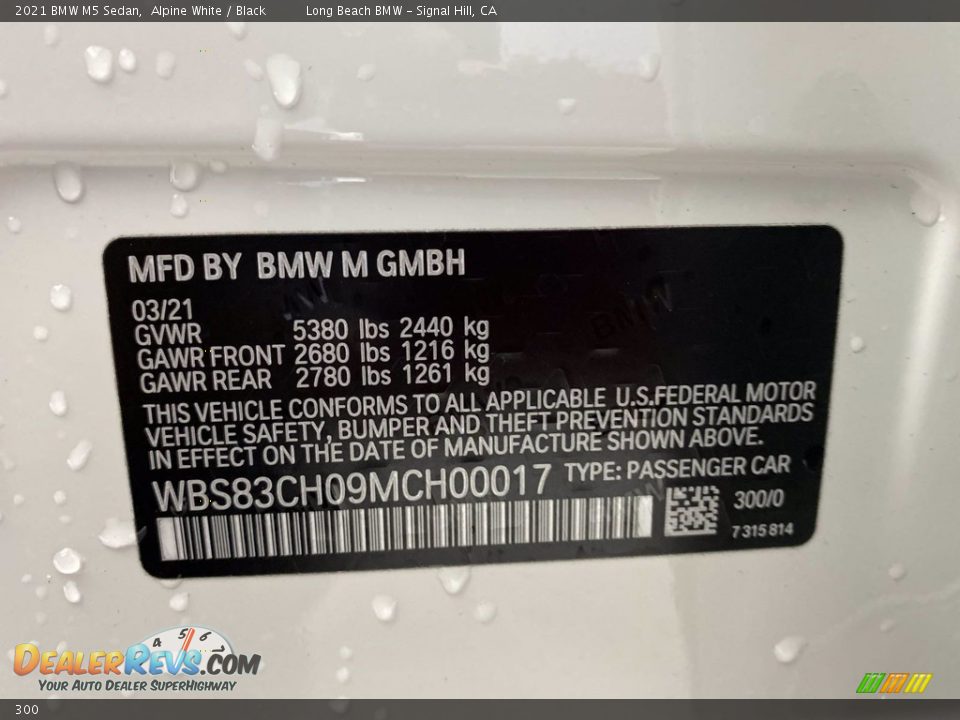 2021 BMW M5 Sedan,  Alpine White / Black          Long Beach BMW - Signal Hill, CA
MFD BY BMW M GMBH
03/21
GVWR 5380 lbs 2440 kg
GAWR FRONT 2680 lbs 1216 kg
GAWR REAR 2780 lbs 1261 kg
THIS VEHICLE CONFORMS TO ALL APPLICABLE U.S.FEDERAL MOTOR
VEHICLE SAFETY, BUMPER AND THEFT PREVENTION STANDARDS
IN EFFECT ON THE DATE OF MANUFACTURE SHOWN ABOVE.
WBS83CH09MCH00017 TYPE: PASSENGER CAR
300/0
7315814
4 5 6
DEALERREVS.COM
YOUR AUTO DEALER SUPERHIGHWAY
300